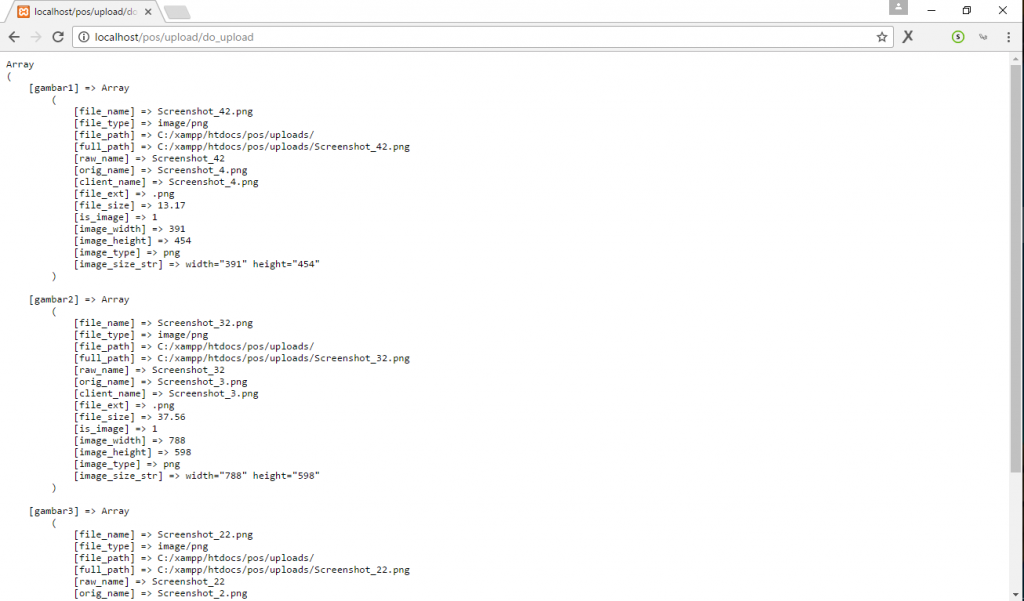 localhost/pos/upload/do
localhost/pos/upload/do_upload
Array
(
[gambar1] => Array
(
[file_name] => Screenshot_42.png
[file_type] => image/png
[file_path] => C:/xampp/htdocs/pos/uploads/
[full_path] => C:/xampp/htdocs/pos/uploads/Screenshot_42.png
[raw_name] => Screenshot_42
[orig_name] => Screenshot_4.png
[client_name] => Screenshot_4.png
[file_ext] => .png
[file_size] => 13.17
[is_image] => 1
[image_width] => 391
[image_height] => 454
[image_type] => png
[image_size_str] => width="391" height="454"
)
[gambar2] => Array
(
[file_name] => Screenshot_32.png
[file_type] => image/png
[file_path] => C:/xampp/htdocs/pos/uploads/
[full_path] => C:/xampp/htdocs/pos/uploads/Screenshot_32.png
[raw_name] => Screenshot_32
[orig_name] => Screenshot_3.png
[client_name] => Screenshot_3.png
[file_ext] => .png
[file_size] => 37.56
[is_image] => 1
[image_width] => 788
[image_height] => 598
[image_type] => png
[image_size_str] => width="788" height="598"
)
[gambar3] => Array
(
[file_name] => Screenshot_22.png
[file_type] => image/png
[file_path] => C:/xampp/htdocs/pos/uploads/
[full_path] => C:/xampp/htdocs/pos/uploads/Screenshot_22.png
[raw_name] => Screenshot_22
[orig_name] => Screenshot_2.png